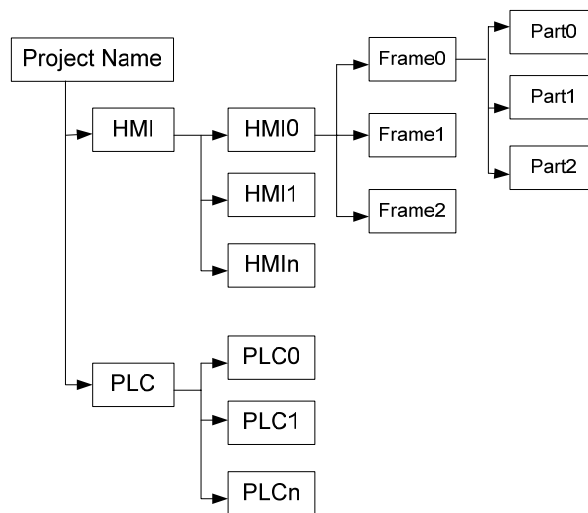 Project Name
HMI
HMI0
Frame0
Part0
Part1
Part2
Frame1
Frame2
HMI1
HMIn
PLC
PLC0
PLC1
PLCn